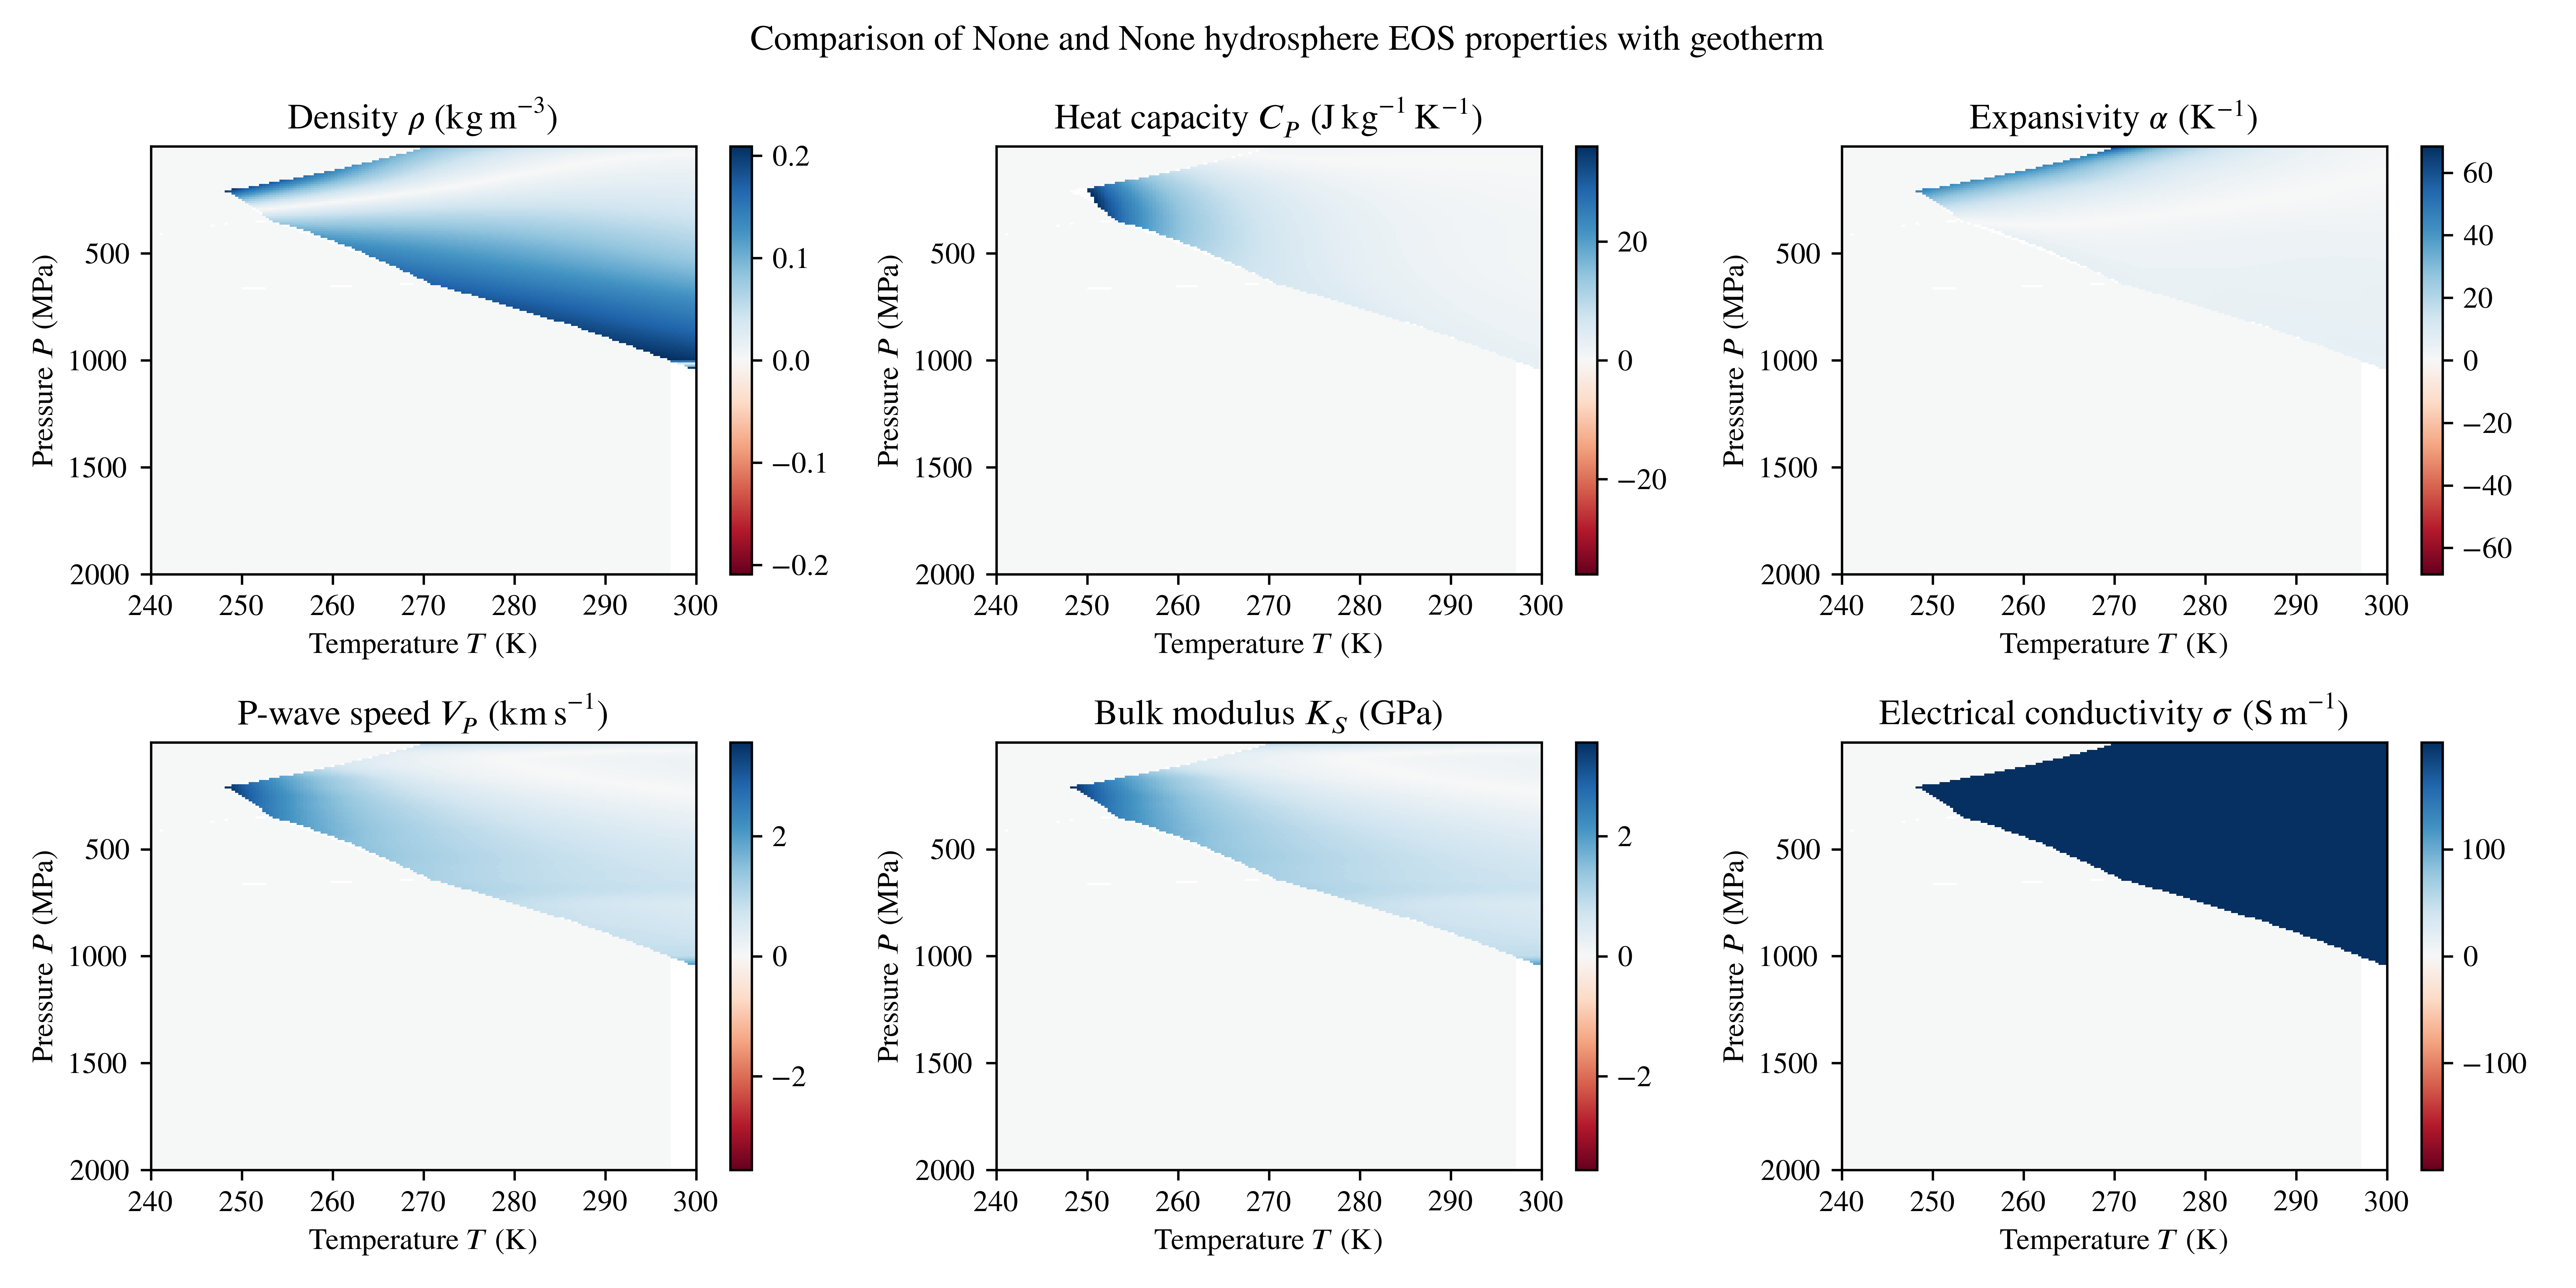 Comparison of None and None hydrosphere EOS properties with geotherm
Density ρ (kg m⁻³)
Pressure P (MPa)
500
1000
1500
2000
240 250 260 270 280 290 300
Temperature T (K)
0.2
0.1
0.0
−0.1
−0.2
Heat capacity C_P (J kg⁻¹ K⁻¹)
Pressure P (MPa)
500
1000
1500
2000
240 250 260 270 280 290 300
Temperature T (K)
20
0
−20
Expansivity α (K⁻¹)
Pressure P (MPa)
500
1000
1500
2000
240 250 260 270 280 290 300
Temperature T (K)
60
40
20
0
−20
−40
−60
P-wave speed V_P (km s⁻¹)
Pressure P (MPa)
500
1000
1500
2000
240 250 260 270 280 290 300
Temperature T (K)
2
0
−2
Bulk modulus K_S (GPa)
Pressure P (MPa)
500
1000
1500
2000
240 250 260 270 280 290 300
Temperature T (K)
2
0
−2
Electrical conductivity σ (S m⁻¹)
Pressure P (MPa)
500
1000
1500
2000
240 250 260 270 280 290 300
Temperature T (K)
100
0
−100